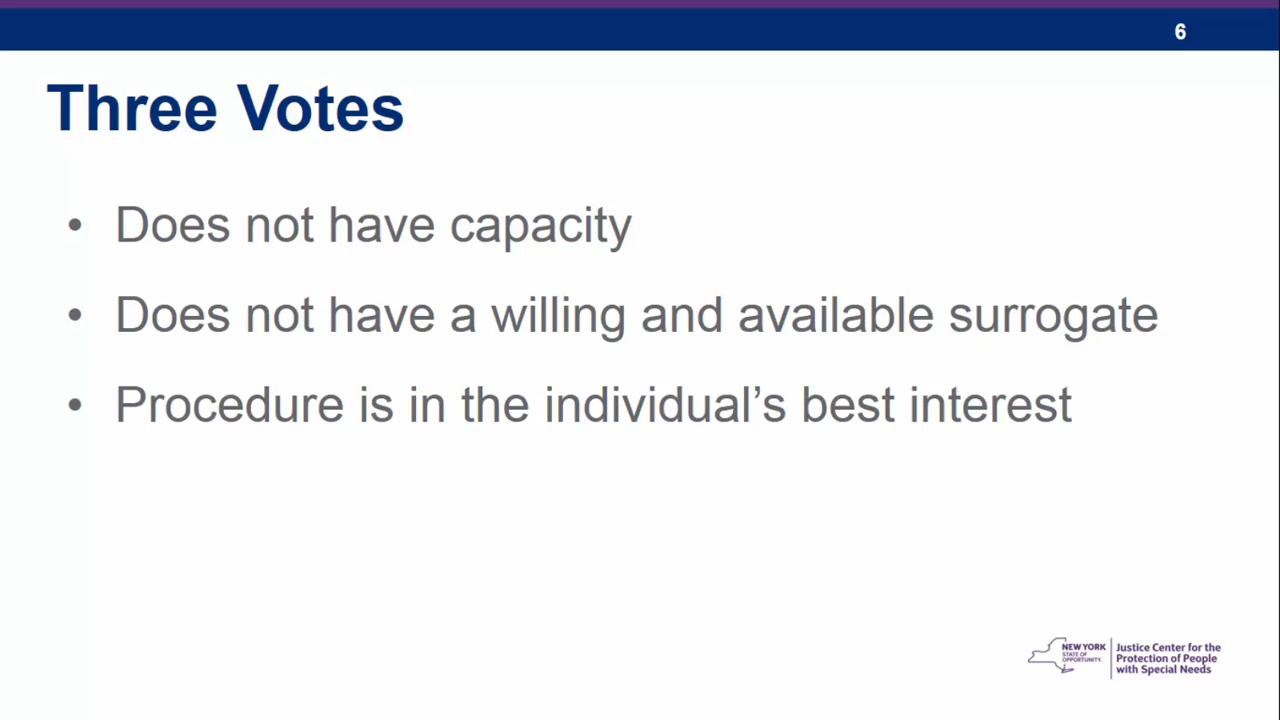 6
Three Votes
• Does not have capacity
• Does not have a willing and available surrogate
• Procedure is in the individual’s best interest
NEW YORK
STATE OF
OPPORTUNITY.
Justice Center for the
Protection of People
with Special Needs